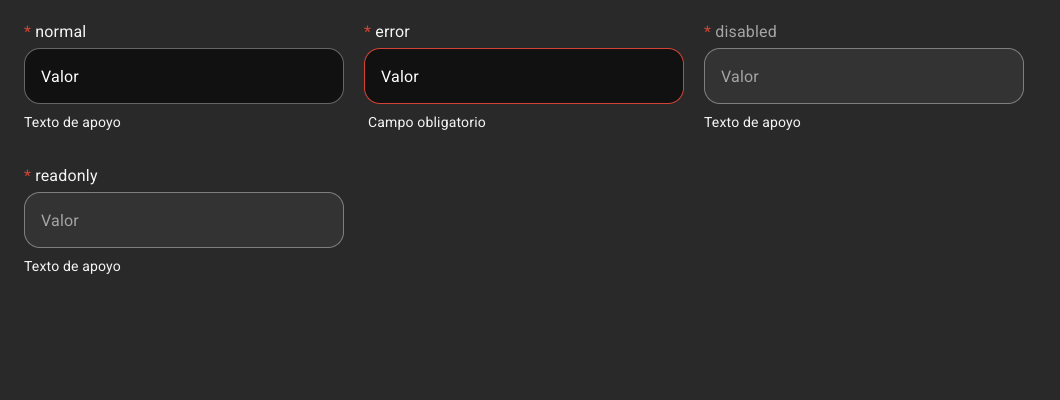 * normal
* error
* disabled
Valor
Valor
Valor
Texto de apoyo
Campo obligatorio
Texto de apoyo
* readonly
Valor
Texto de apoyo